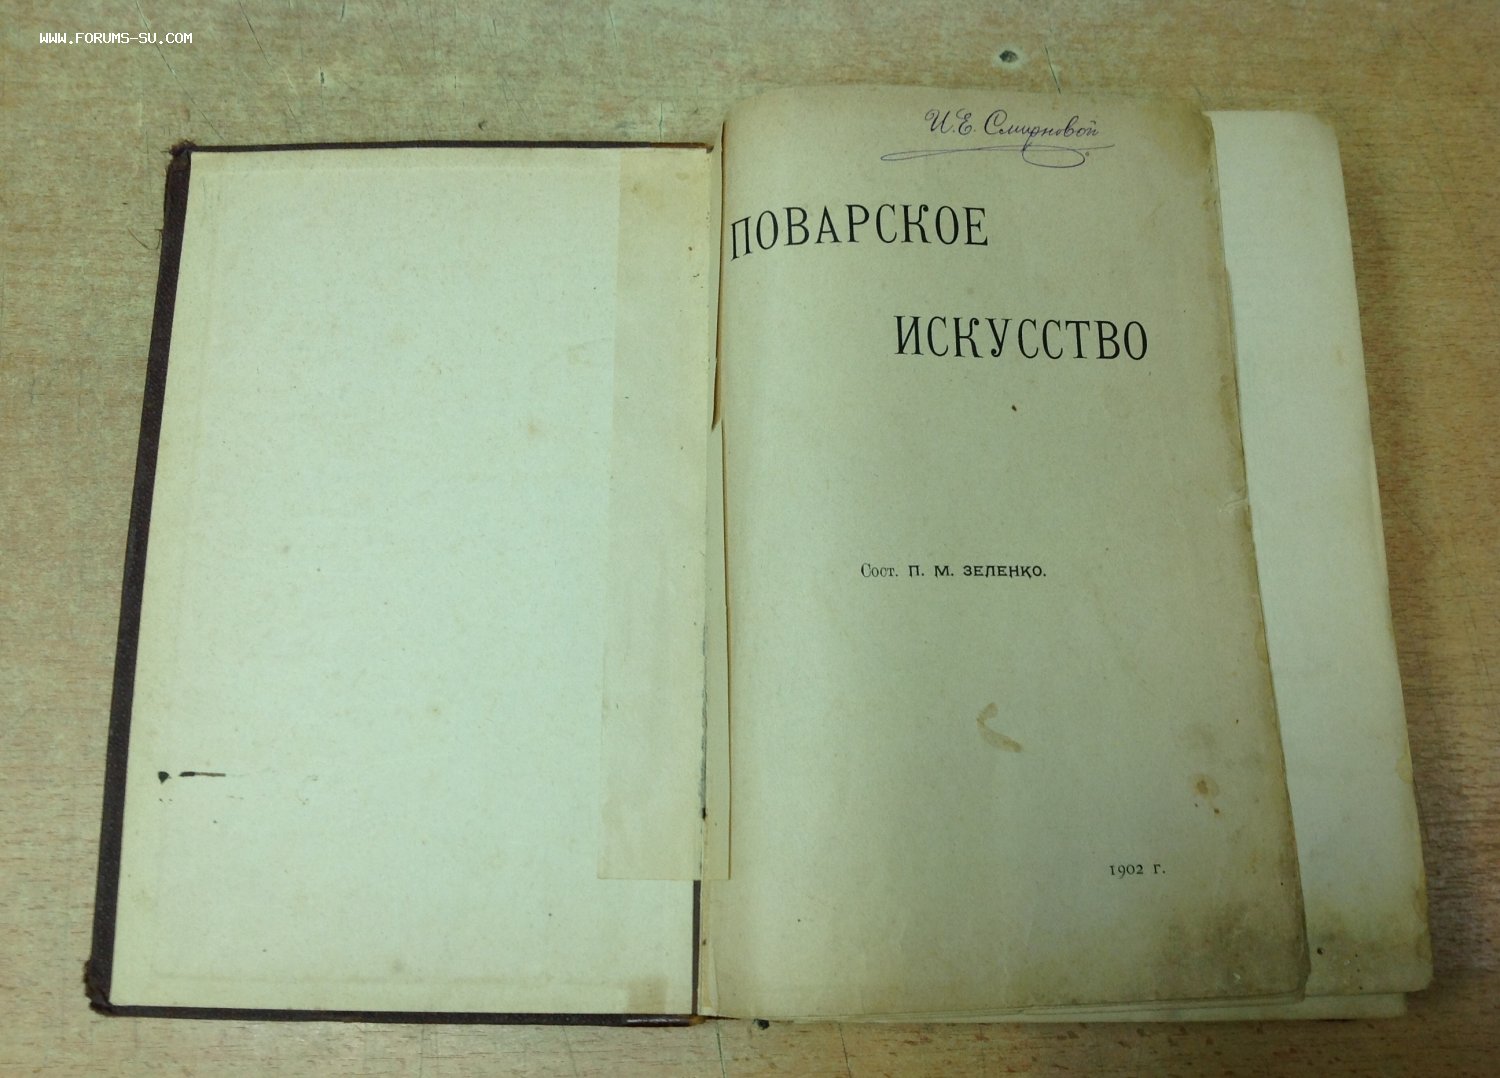 WWW.FORUMS-SU.COM
И.Е. Смирновой
ПОВАРСКОЕ
ИСКУССТВО
Сост. П. М. ЗЕЛЕНКО.
1902 г.